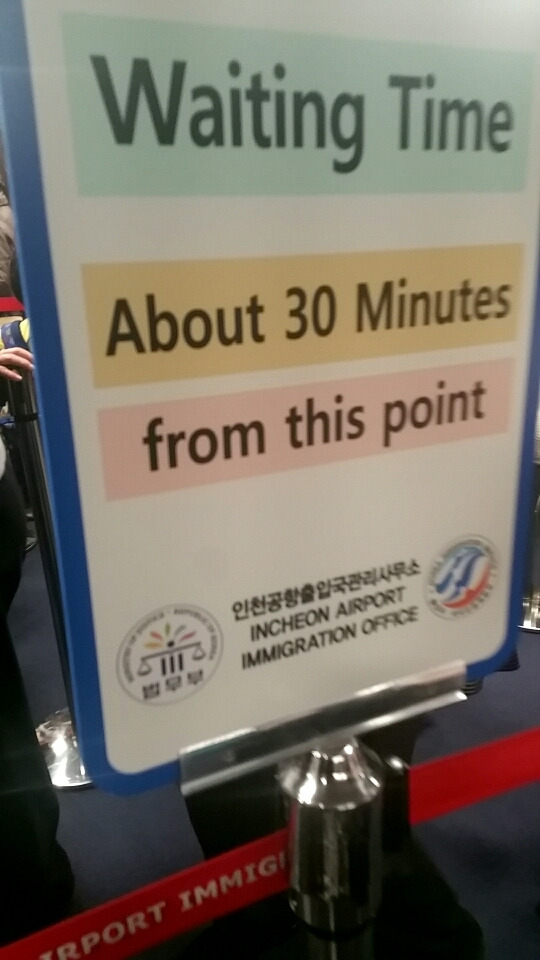 Waiting Time
About 30 Minutes
from this point
인천공항출입국관리사무소
INCHEON AIRPORT
IMMIGRATION OFFICE
법무부
IRPORT IMMIG